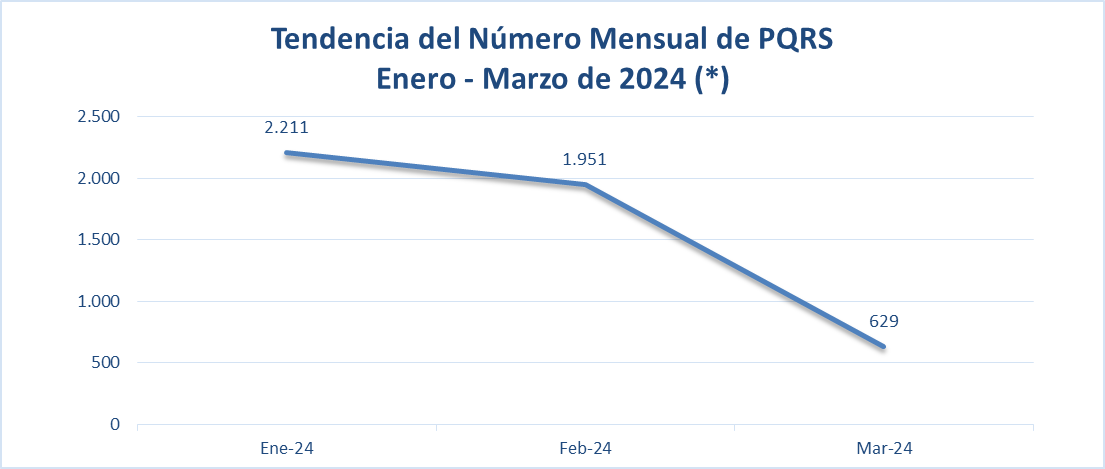 Tendencia del Número Mensual de PQRS
Enero - Marzo de 2024 (*)
2.500
2.211
1.951
2.000
1.500
1.000
629
500
0
Ene-24
Feb-24
Mar-24